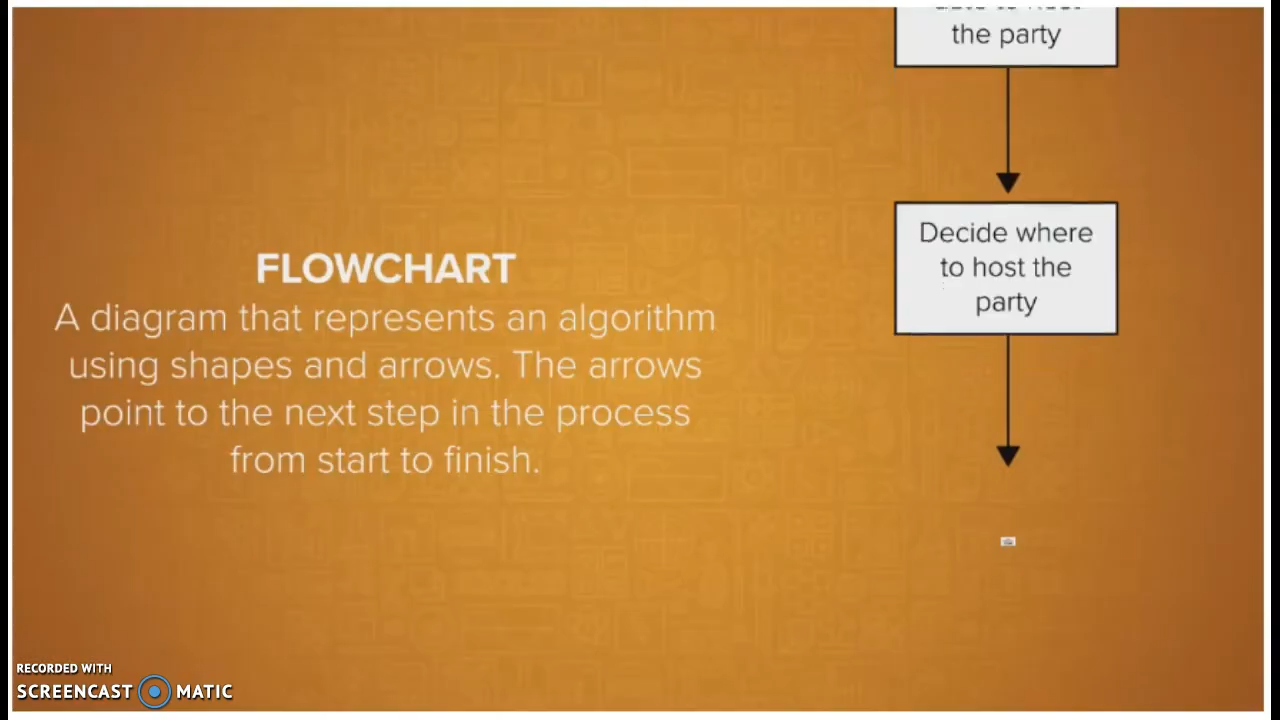 the party
Decide where
to host the
party
FLOWCHART
A diagram that represents an algorithm
using shapes and arrows. The arrows
point to the next step in the process
from start to finish.
RECORDED WITH
SCREENCAST MATIC